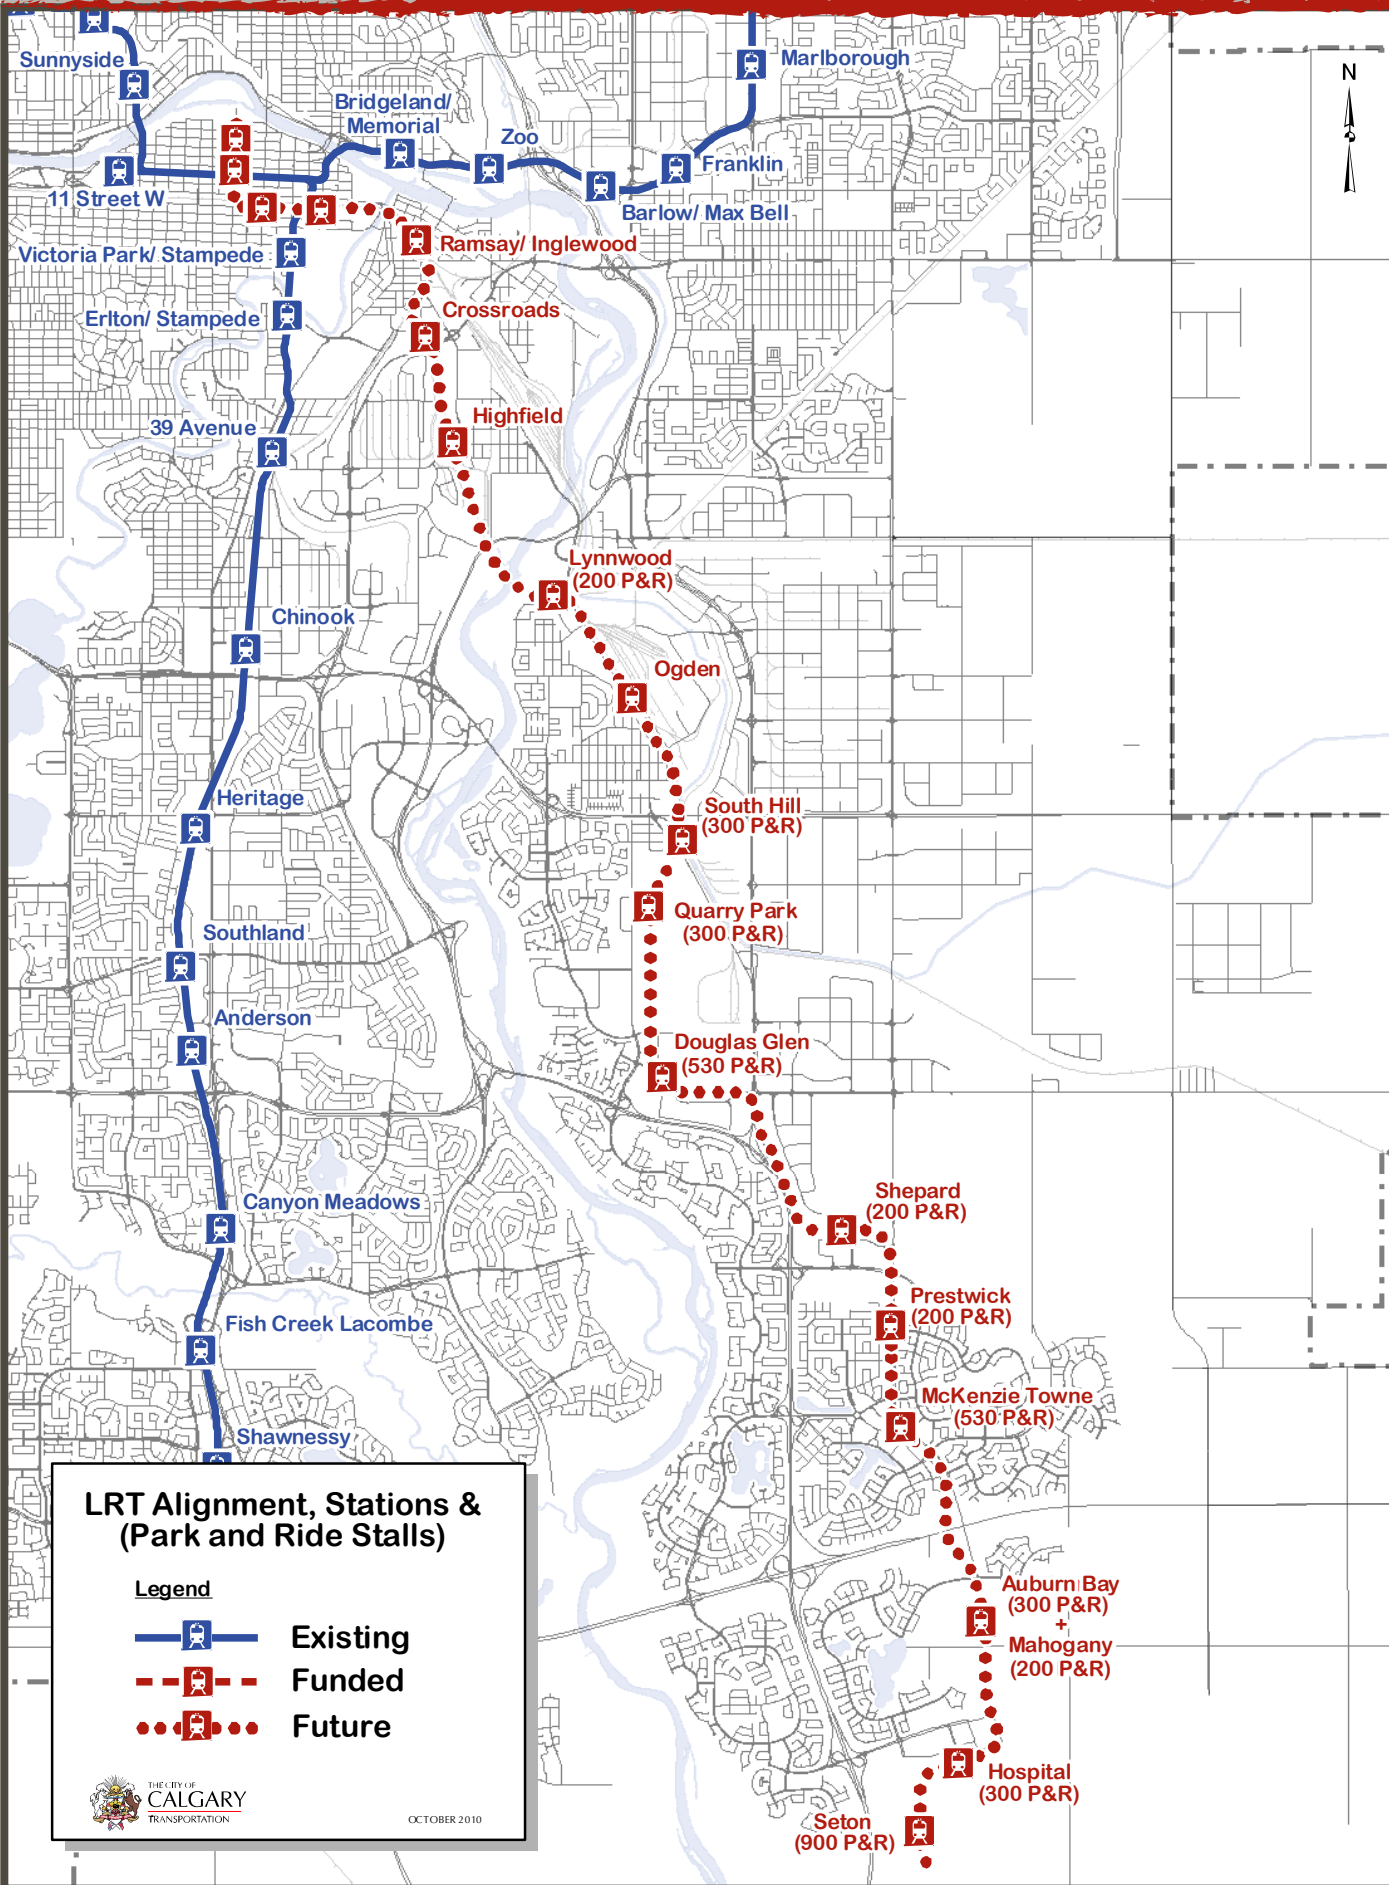 Sunnyside
Marlborough
N
Bridgeland/
Memorial
Zoo
Franklin
11 Street W
Barlow/ Max Bell
Victoria Park/ Stampede
Ramsay/ Inglewood
Erlton/ Stampede
Crossroads
39 Avenue
Highfield
Lynnwood
(200 P&R)
Chinook
Ogden
Heritage
South Hill
(300 P&R)
Quarry Park
(300 P&R)
Southland
Anderson
Douglas Glen
(530 P&R)
Canyon Meadows
Shepard
(200 P&R)
Fish Creek Lacombe
Prestwick
(200 P&R)
McKenzie Towne
(530 P&R)
Shawnessy
Auburn Bay
(300 P&R)
+
Mahogany
(200 P&R)
Hospital
(300 P&R)
Seton
(900 P&R)
LRT Alignment, Stations &
(Park and Ride Stalls)
Legend
Existing
Funded
Future
THE CITY OF
CALGARY
TRANSPORTATION
OCTOBER 2010